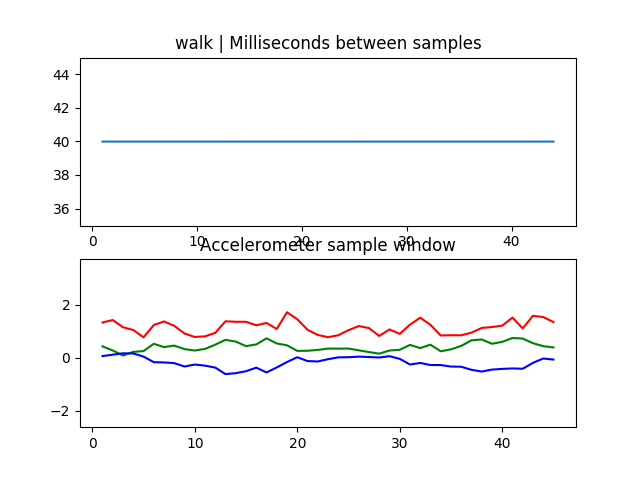 walk | Milliseconds between samples
44
42
40
38
36
0 10 20 30 40
Accelerometer sample window
2
0
−2
0 10 20 30 40